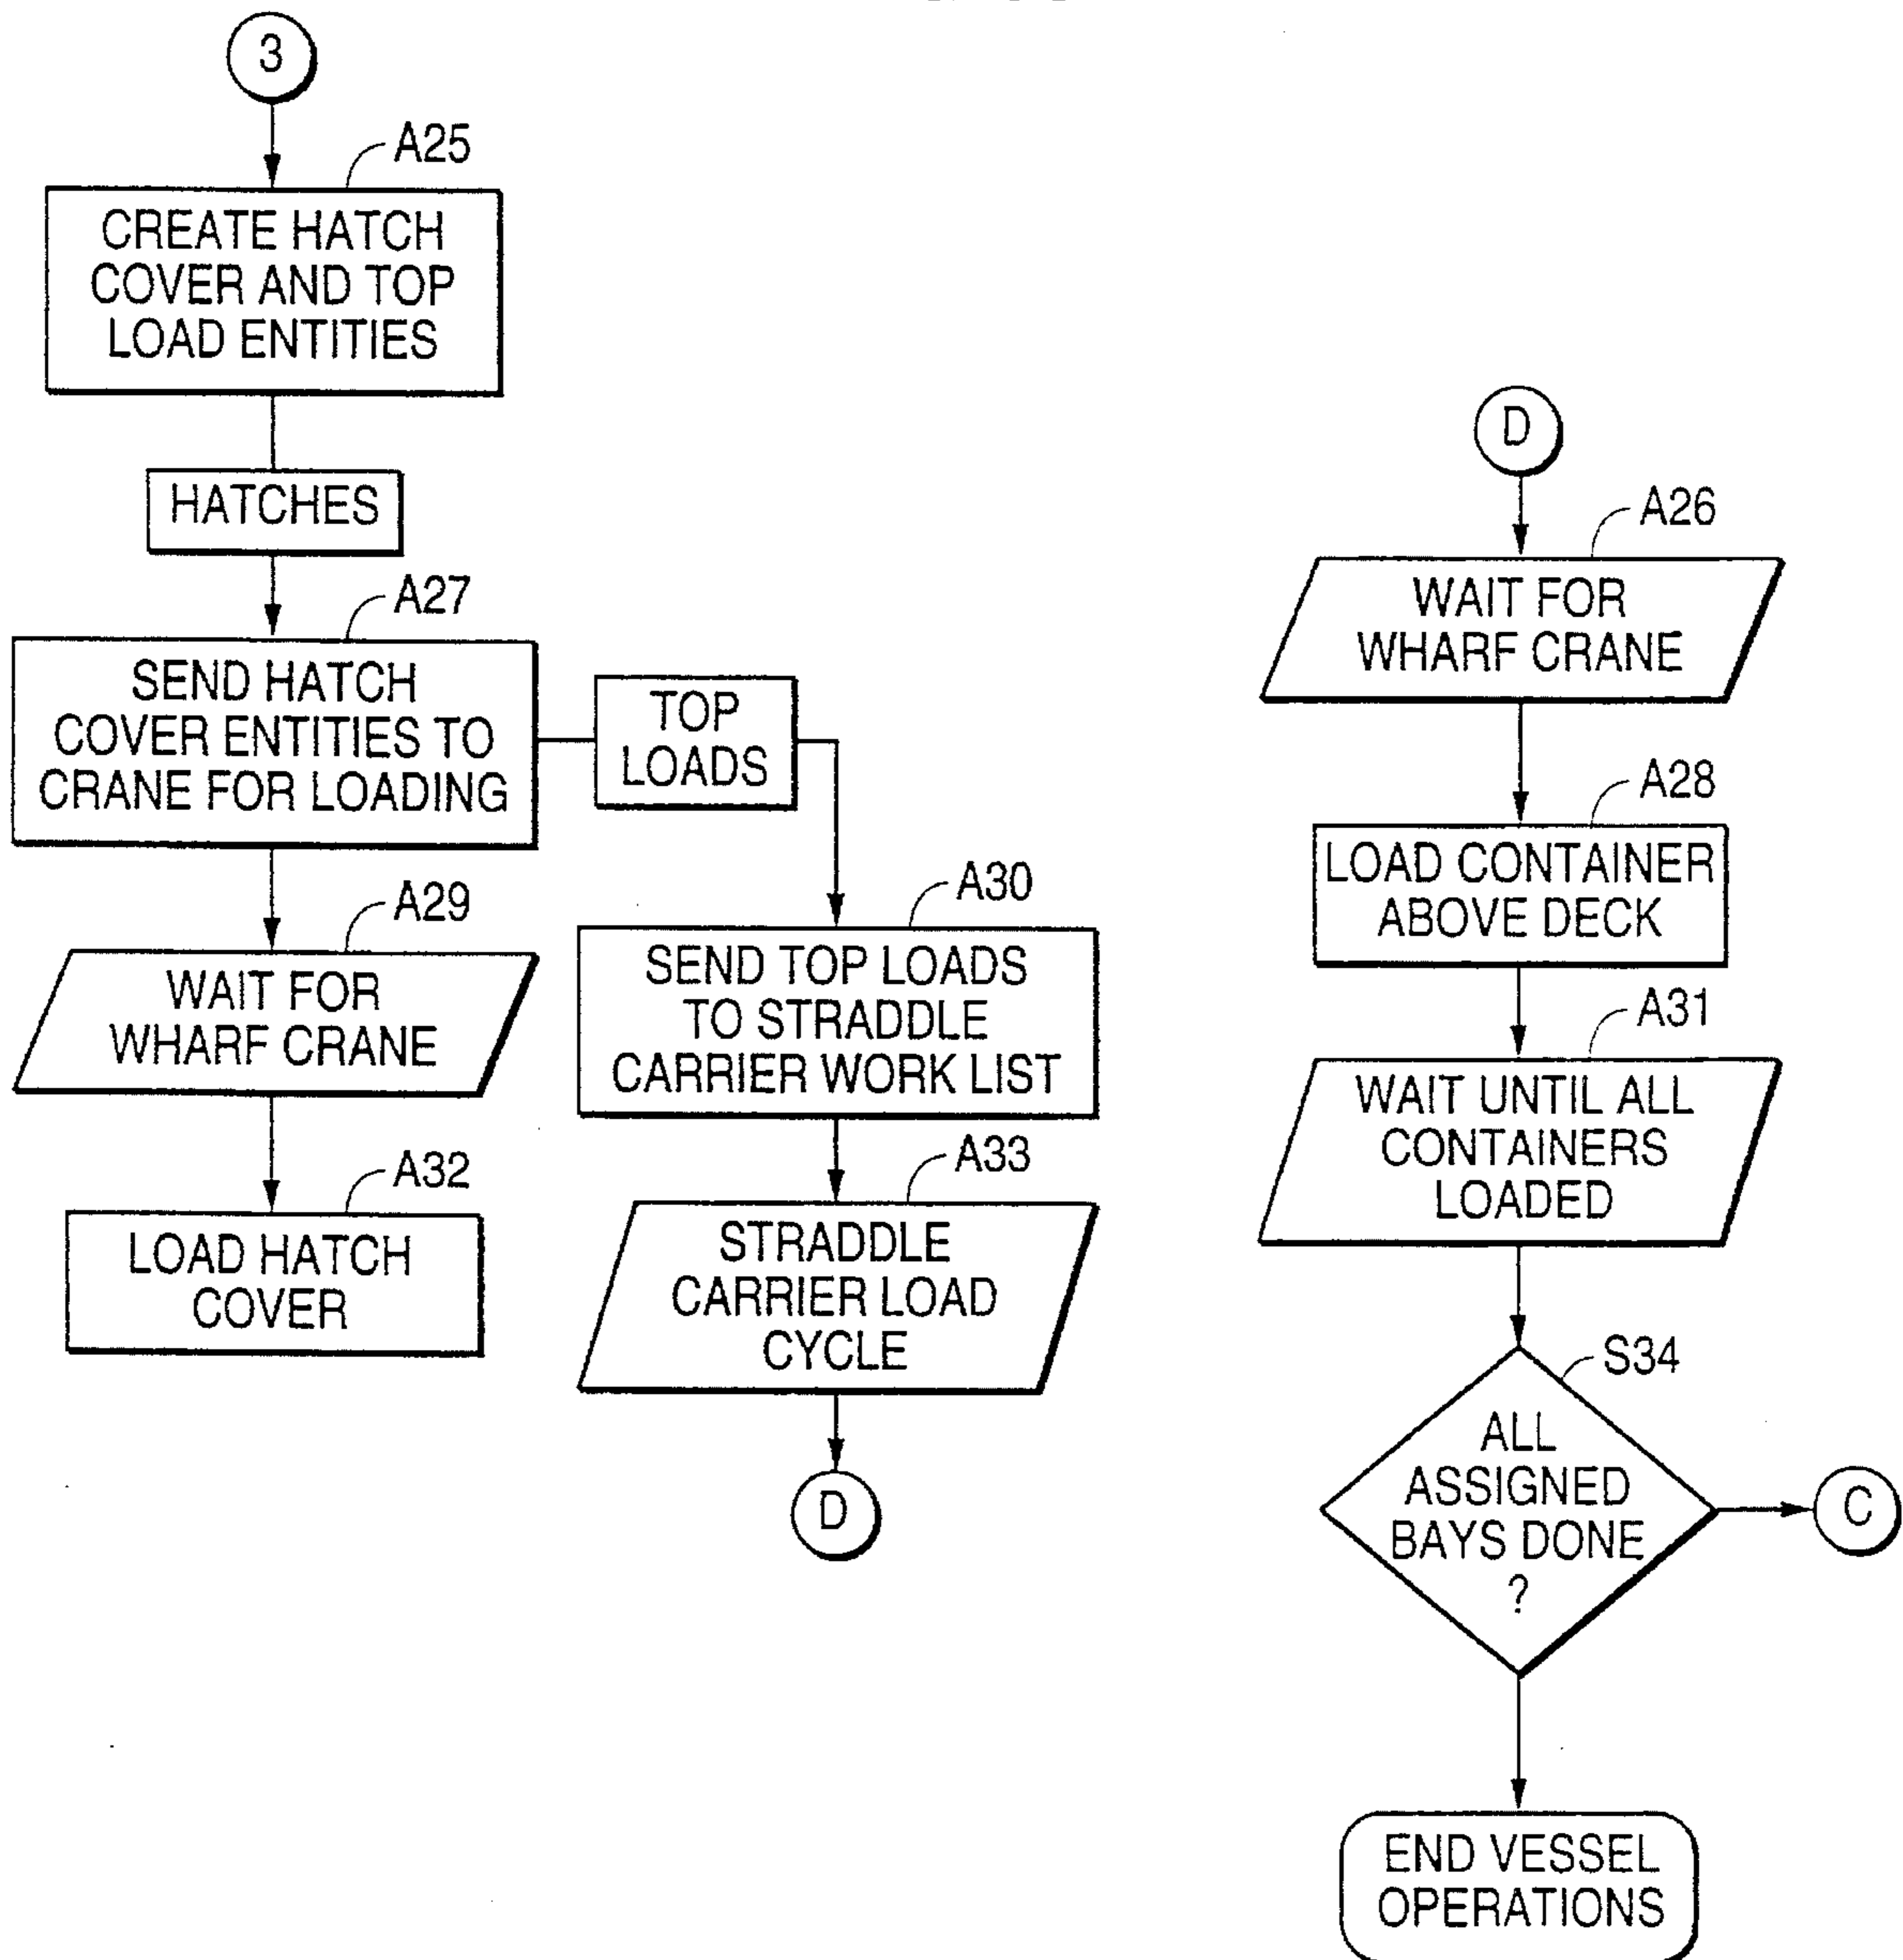 3
A25
CREATE HATCH
COVER AND TOP
LOAD ENTITIES
HATCHES
A27
SEND HATCH
COVER ENTITIES TO
CRANE FOR LOADING
TOP
LOADS
A29
WAIT FOR
WHARF CRANE
A32
LOAD HATCH
COVER
A30
SEND TOP LOADS
TO STRADDLE
CARRIER WORK LIST
A33
STRADDLE
CARRIER LOAD
CYCLE
D
D
A26
WAIT FOR
WHARF CRANE
A28
LOAD CONTAINER
ABOVE DECK
A31
WAIT UNTIL ALL
CONTAINERS
LOADED
S34
ALL
ASSIGNED
BAYS DONE
?
C
END VESSEL
OPERATIONS